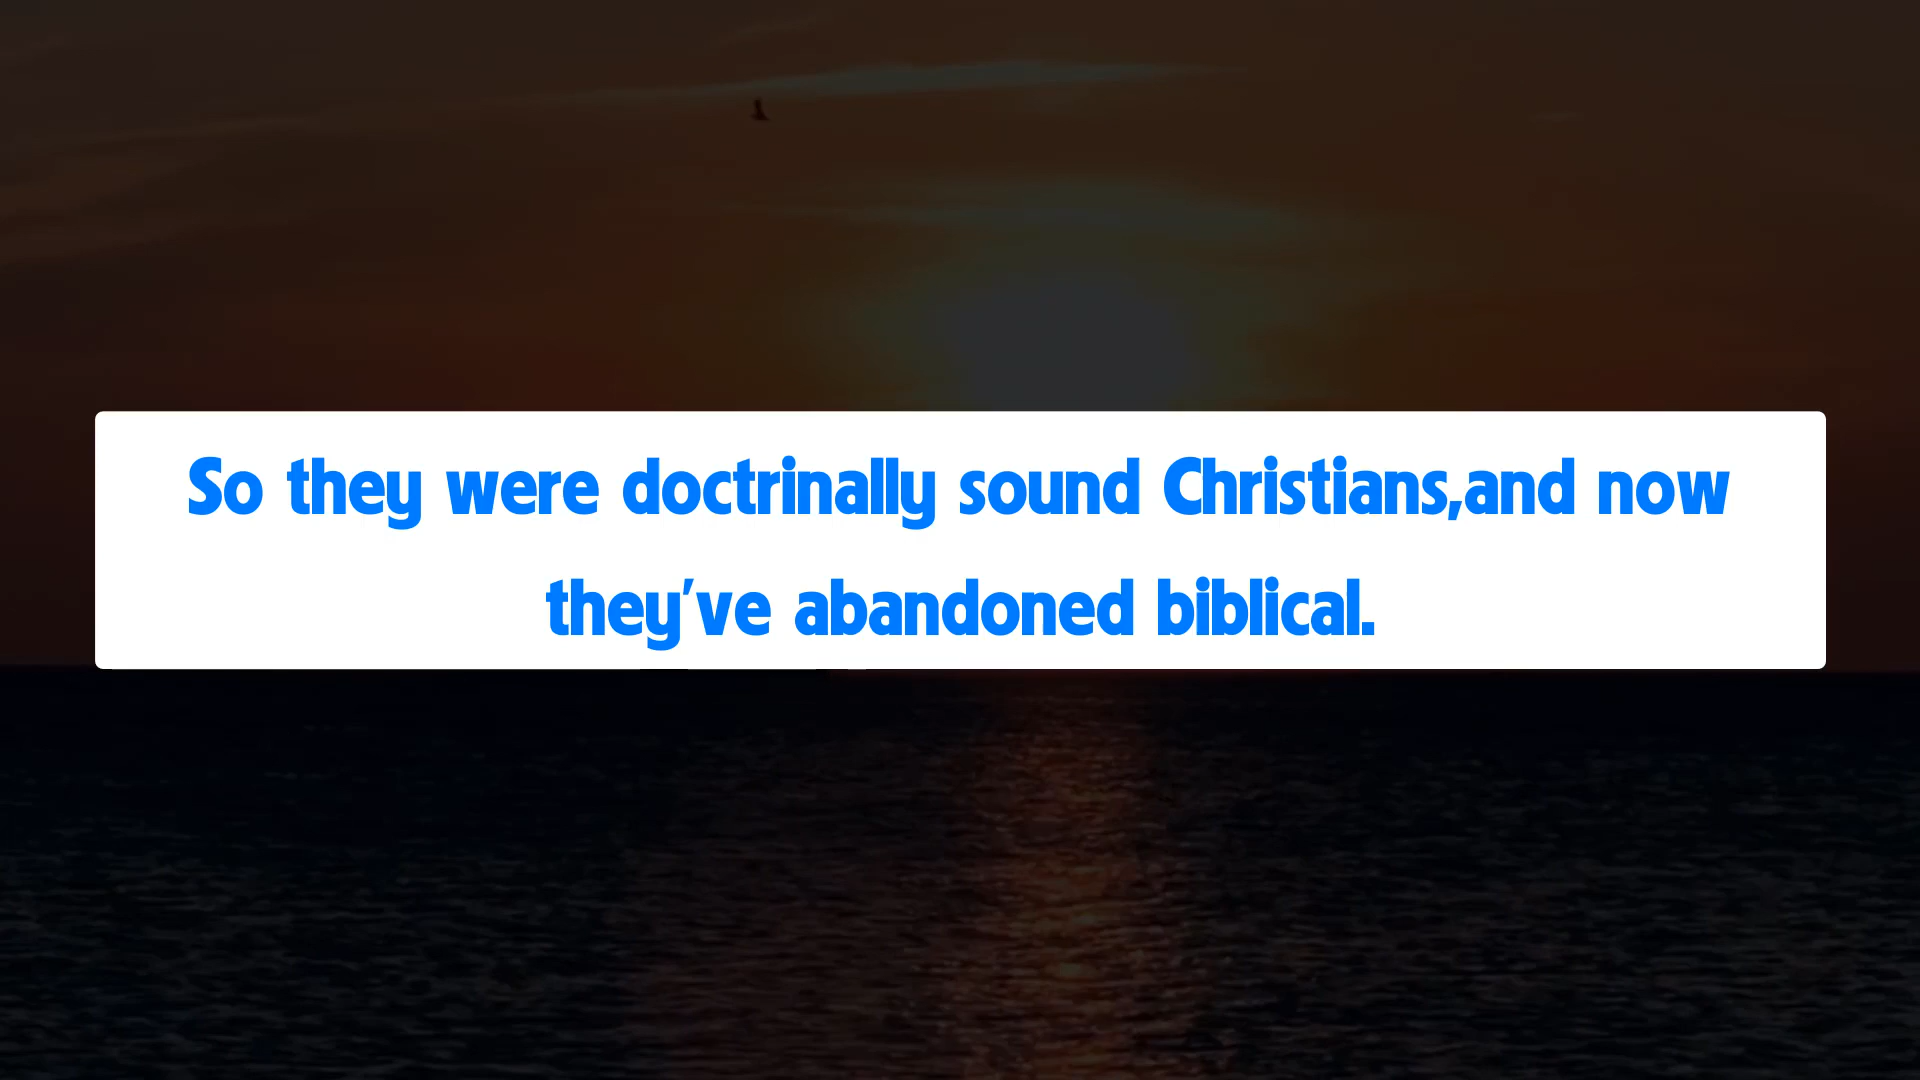 So they were doctrinally sound Christians,and now
they've abandoned biblical.